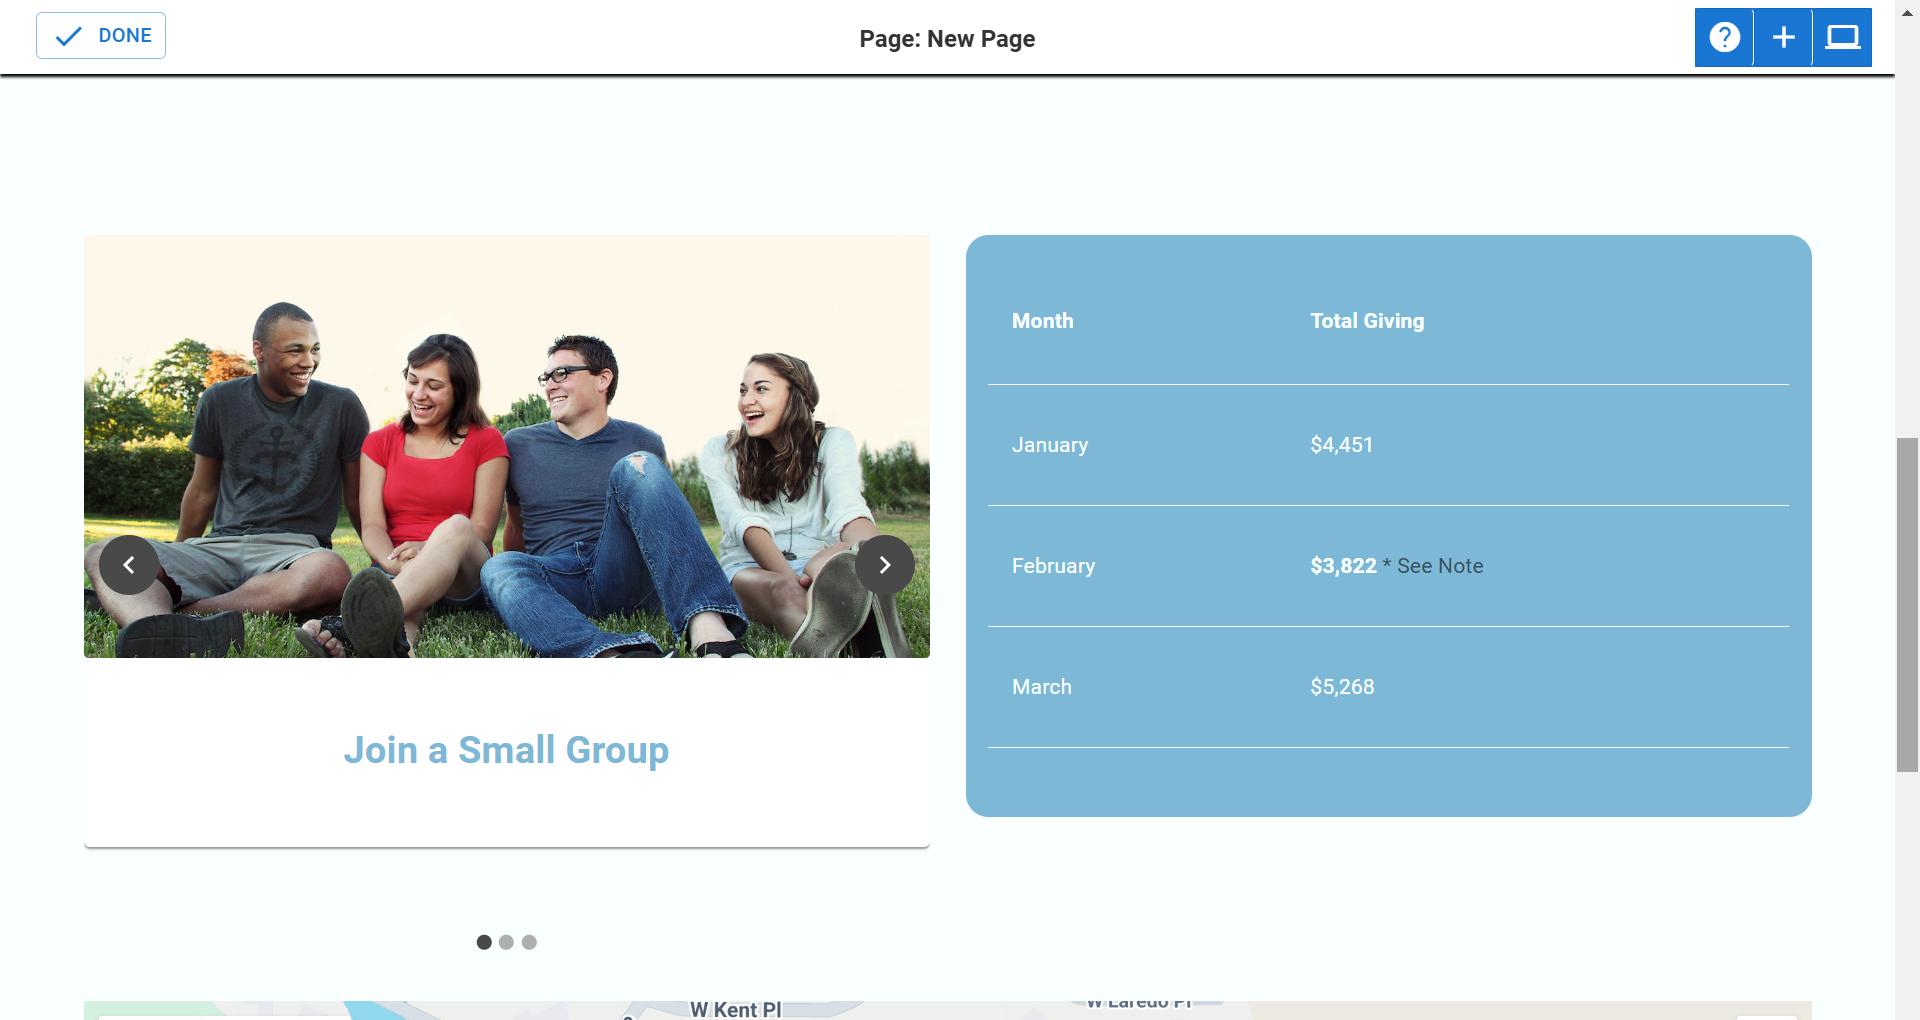 DONE
Page: New Page
Month Total Giving
January $4,451
February $3,822 * See Note
March $5,268
Join a Small Group
W Kent Pl
W Laredo Pl